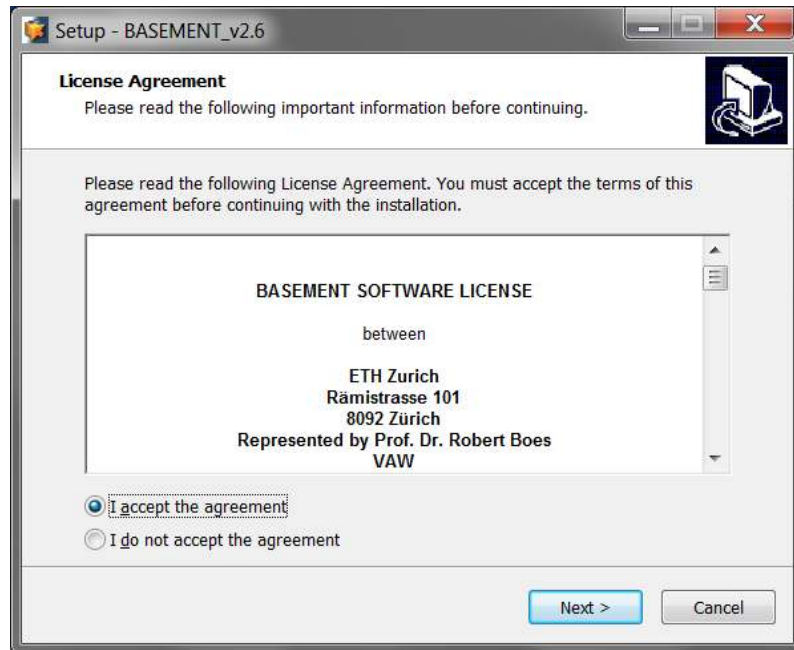 Setup - BASEMENT_v2.6
License Agreement
Please read the following important information before continuing.
Please read the following License Agreement. You must accept the terms of this
agreement before continuing with the installation.
BASEMENT SOFTWARE LICENSE
between
ETH Zurich
Rämistrasse 101
8092 Zürich
Represented by Prof. Dr. Robert Boes
VAW
I accept the agreement
I do not accept the agreement
Next >
Cancel